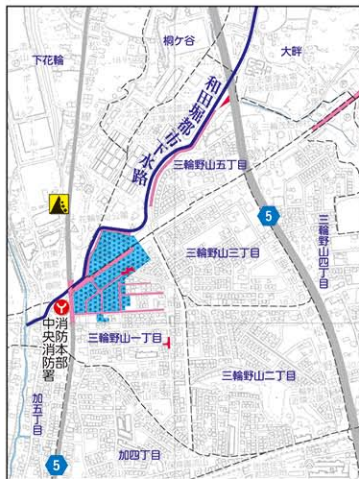 桐ケ谷
大畔
下花輪
和田堀都市下水路
三輪野山五丁目
5
三輪野山四丁目
三輪野山三丁目
消防本部
中央消防署
三輪野山一丁目
三輪野山二丁目
加五丁目
加四丁目
5